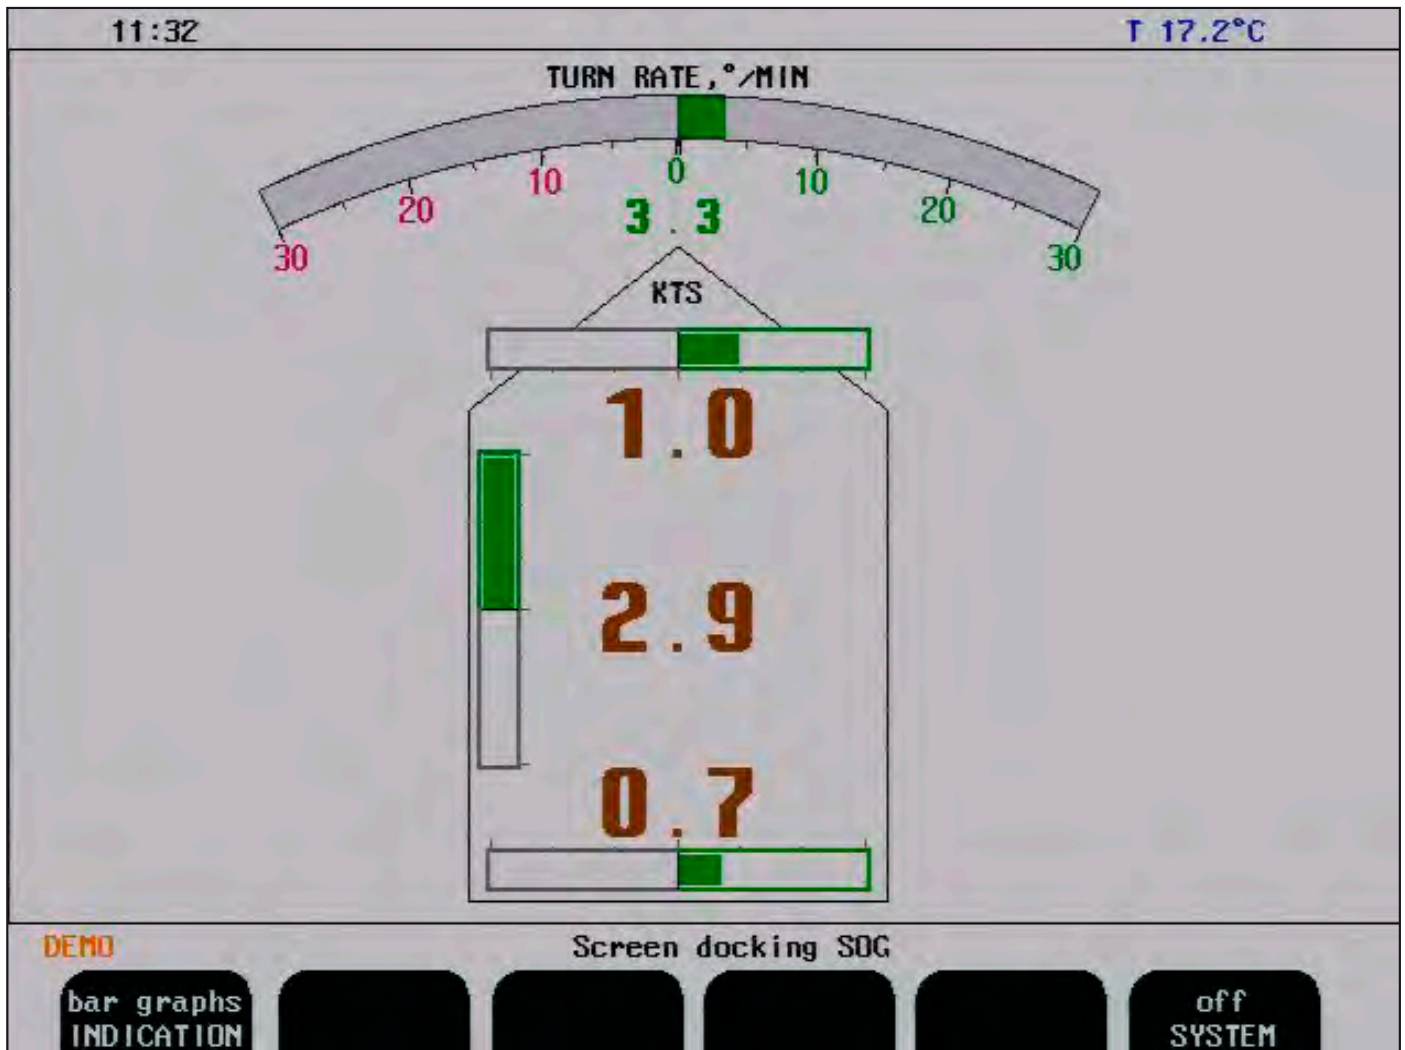 11:32
T 17.2°C
TURN RATE,°/MIN
30 20 10 0 10 20 30
3.3
KTS
1.0
2.9
0.7
DEMO
Screen docking SOG
bar graphs
INDICATION
off
SYSTEM